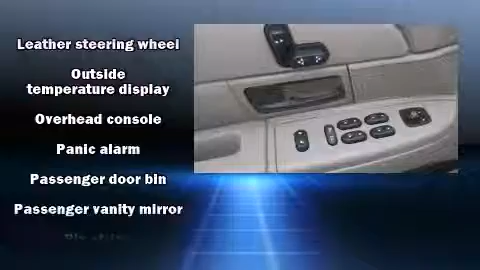 Leather steering wheel
Outside
temperature display
Overhead console
Panic alarm
Passenger door bin
Passenger vanity mirror